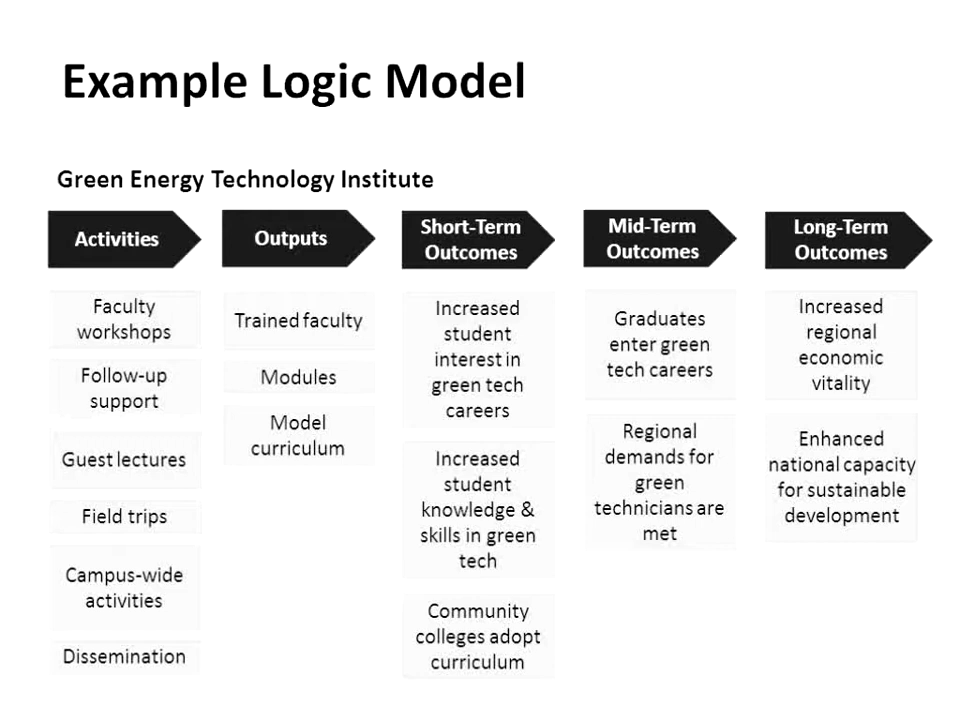 Example Logic Model
Green Energy Technology Institute
Activities
Faculty
workshops
Follow-up
support
Guest lectures
Field trips
Campus-wide
activities
Dissemination
Outputs
Trained faculty
Modules
Model
curriculum
Short-Term
Outcomes
Increased
student
interest in
green tech
careers
Increased
student
knowledge &
skills in green
tech
Community
colleges adopt
curriculum
Mid-Term
Outcomes
Graduates
enter green
tech careers
Regional
demands for
green
technicians are
met
Long-Term
Outcomes
Increased
regional
economic
vitality
Enhanced
national capacity
for sustainable
development